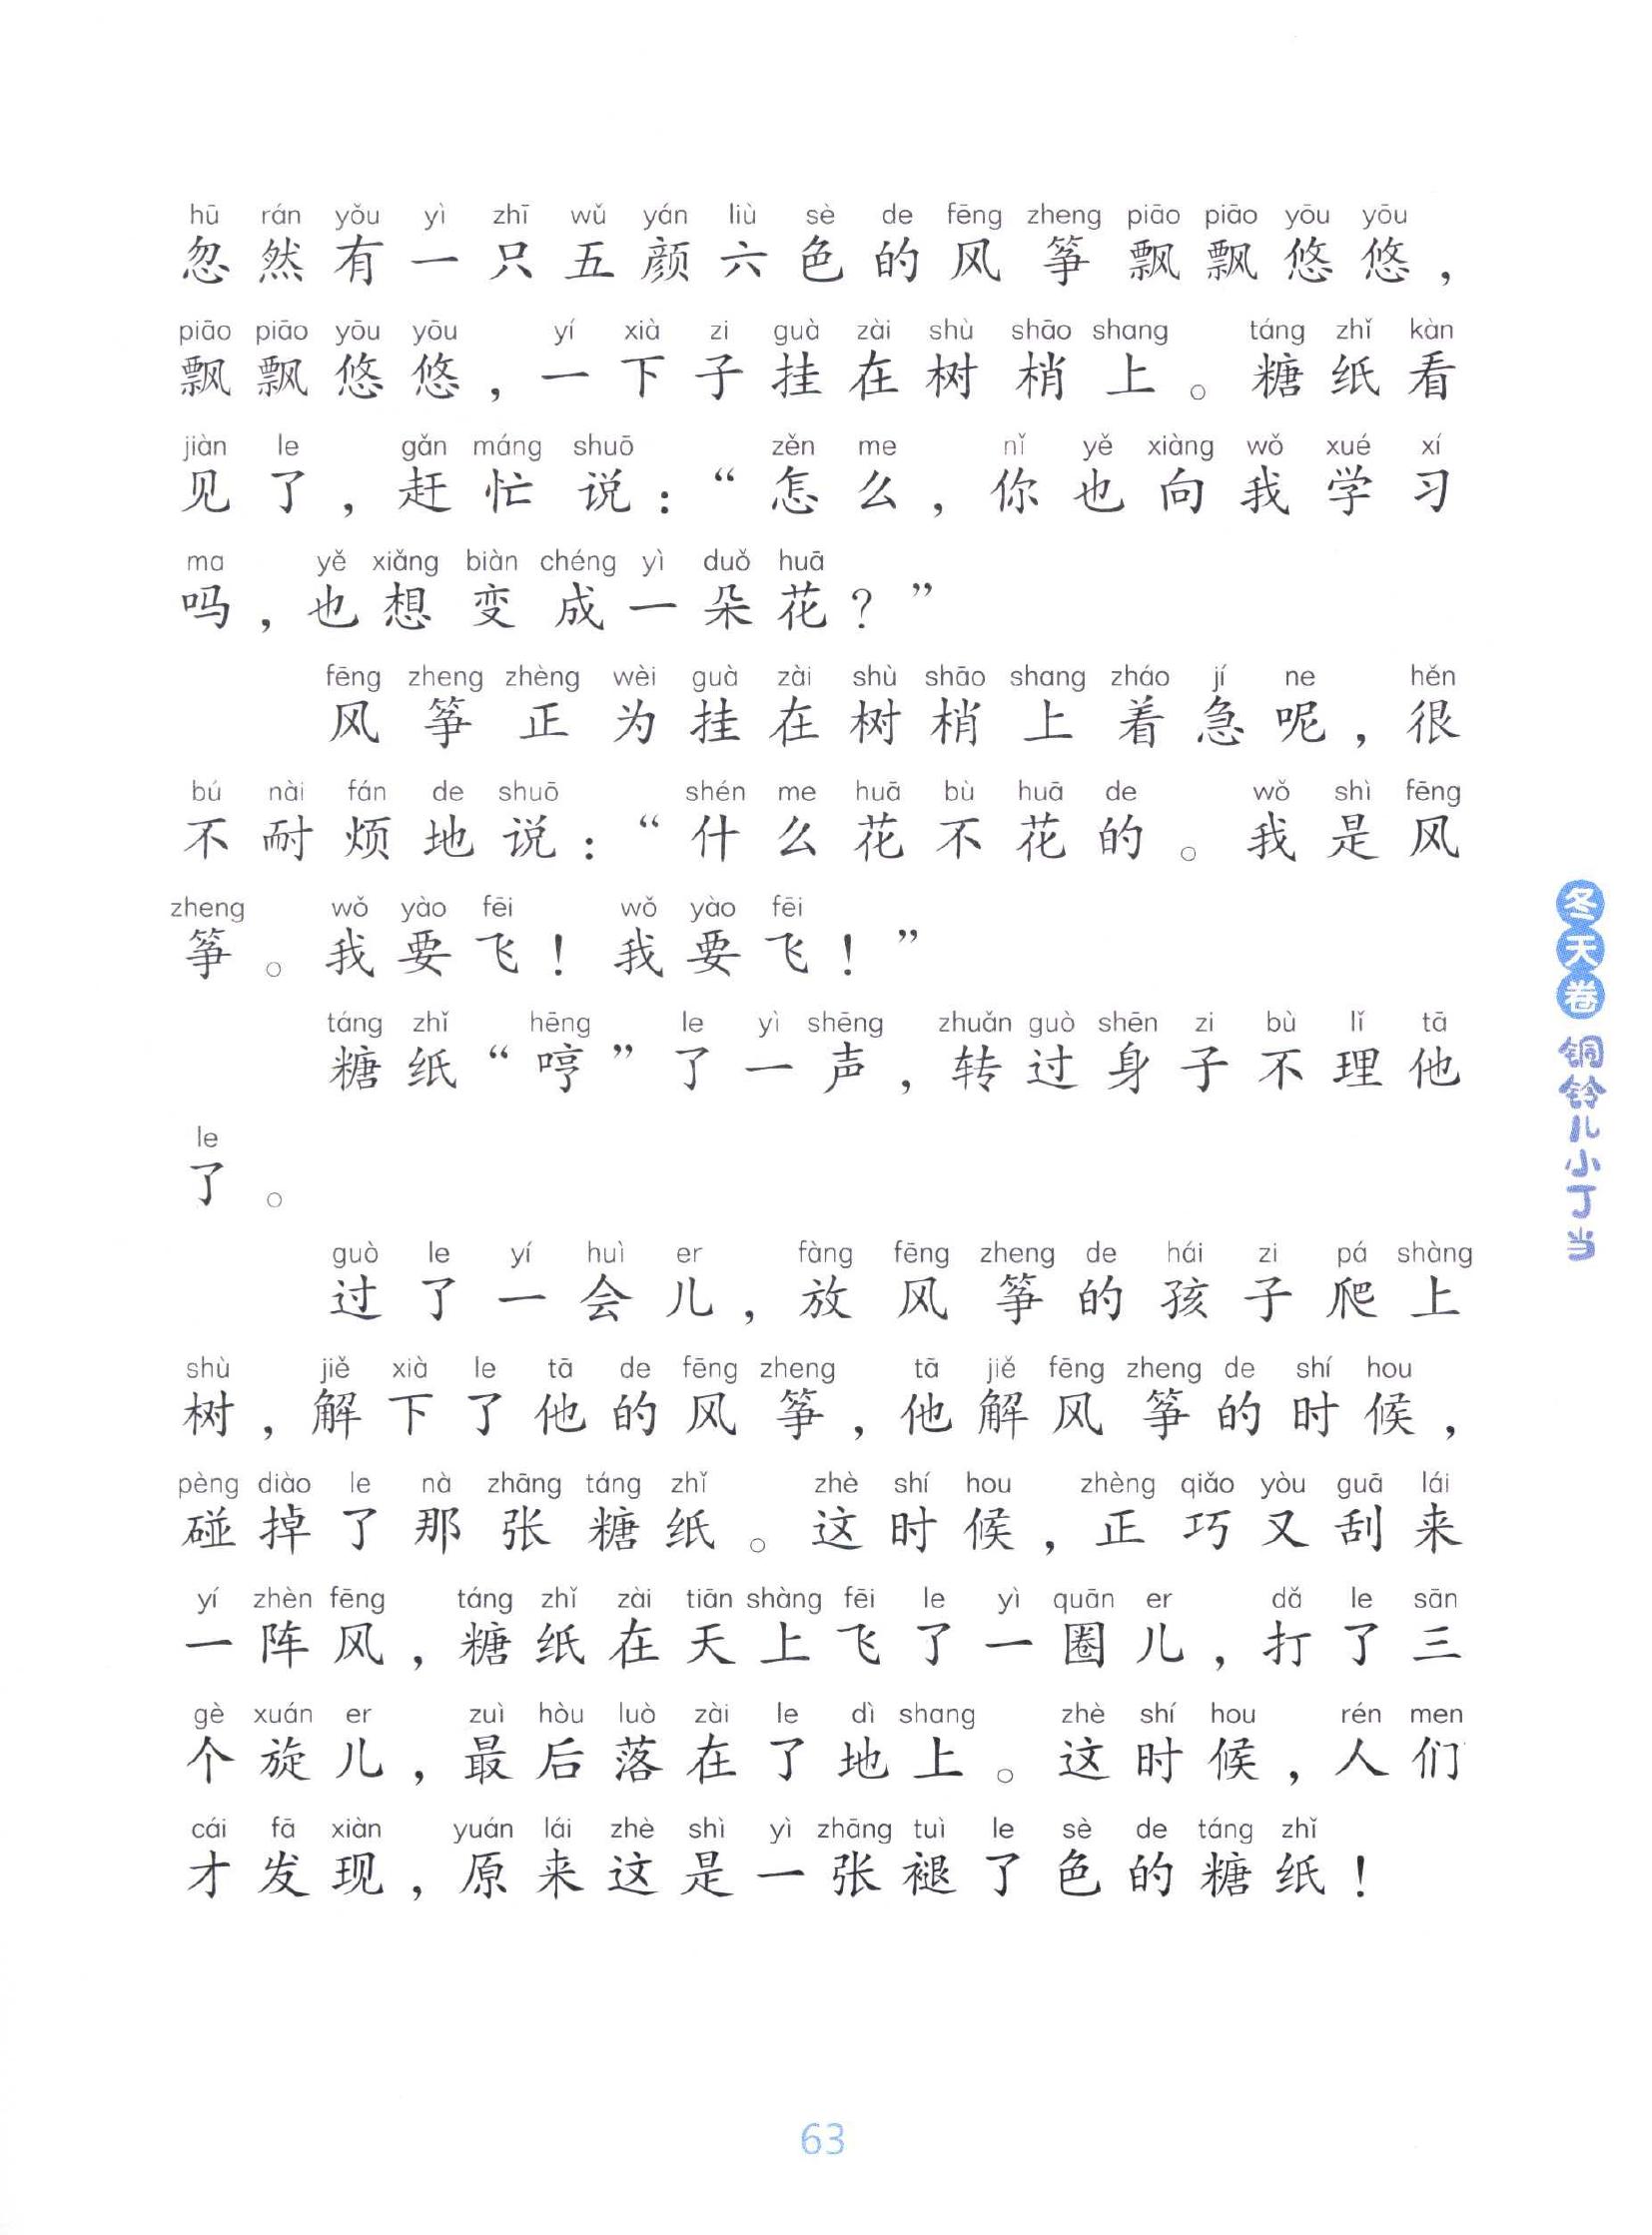 hū rán yǒu yì zhī wǔ yán liù sè de fēng zheng piāo piāo yōu yōu
忽然有一只五颜六色的风筝飘飘悠悠，
piāo piāo yōu yōu yí xià zi guà zài shù shāo shang táng zhǐ kàn
飘飘悠悠，一下子挂在树梢上。糖纸看
jiàn le gǎn máng shuō zěn me nǐ yě xiàng wǒ xué xí
见了，赶忙说：“怎么，你也向我学习
ma yě xiǎng biàn chéng yì duǒ huā
吗，也想变成一朵花？”
fēng zheng zhèng wèi guà zài shù shāo shang zháo jí ne hěn
风筝正为挂在树梢上着急呢，很
bú nài fán de shuō shén me huā bù huā de wǒ shì fēng
不耐烦地说：“什么花不花的。我是风
zheng wǒ yào fēi wǒ yào fēi
筝。我要飞！我要飞！”
táng zhǐ hēng le yì shēng zhuǎn guò shēn zi bù lǐ tā
糖纸“哼”了一声，转过身子不理他
le
了。
guò le yí huì er fàng fēng zheng de hái zi pá shàng
过了一会儿，放风筝的孩子爬上
shù jiě xià le tā de fēng zheng tā jiě fēng zheng de shí hou
树，解下了他的风筝，他解风筝的时候，
pèng diào le nà zhāng táng zhǐ zhè shí hou zhèng qiǎo yòu guā lái
碰掉了那张糖纸。这时候，正巧又刮来
yí zhèn fēng táng zhǐ zài tiān shàng fēi le yì quān er dǎ le sān
一阵风，糖纸在天上飞了一圈儿，打了三
gè xuán er zuì hòu luò zài le dì shang zhè shí hou rén men
个旋儿，最后落在了地上。这时候，人们
cái fā xiàn yuán lái zhè shì yì zhāng tuì le sè de táng zhǐ
才发现，原来这是一张褪了色的糖纸！
冬天卷 铜铃儿小丁当
63